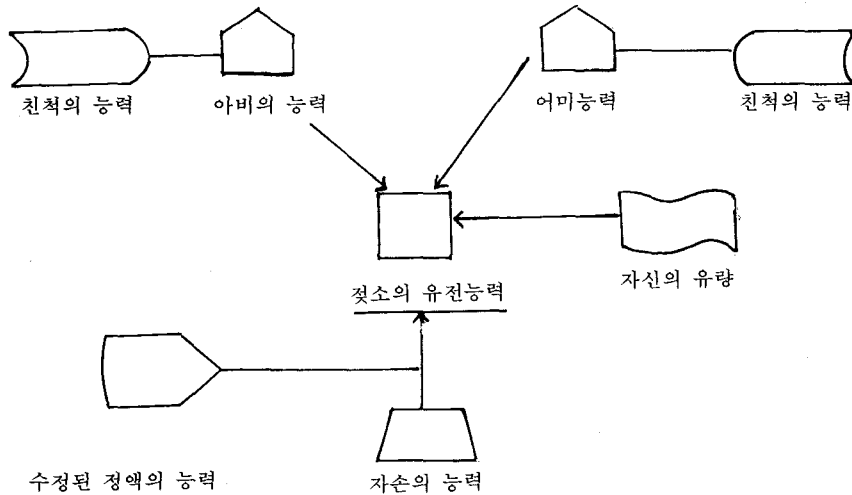 친척의 능력 아비의 능력 어미능력 친척의 능력
자신의 유량
젖소의 유전능력
수정된 정액의 능력 자손의 능력